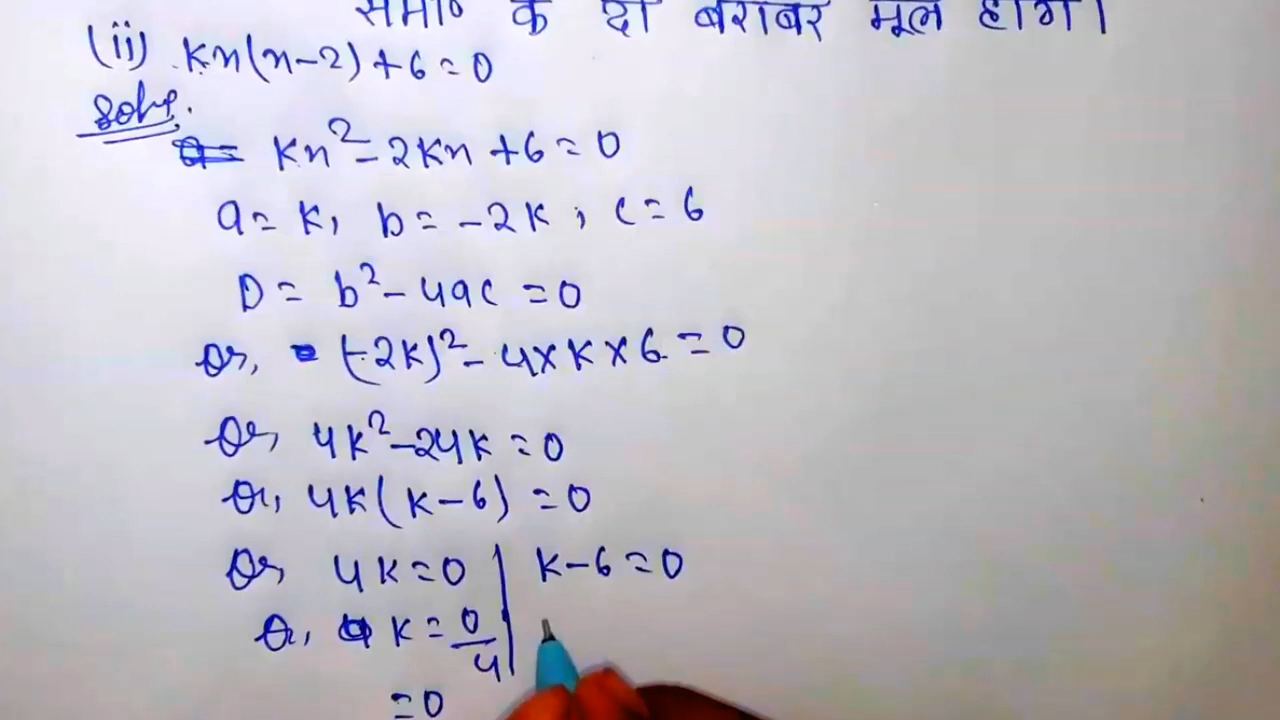 समी० के दो बराबर मूल होंगे।
(ii) Kx(x-2)+6=0
Soln.
Kx²-2Kx+6=0
a=K, b=-2K, c=6
D=b²-4ac=0
Or, (-2K)²-4×K×6=0
Or, 4K²-24K=0
Or, 4K(K-6)=0
Or, 4K=0 | K-6=0
Or, K=0/4
=0